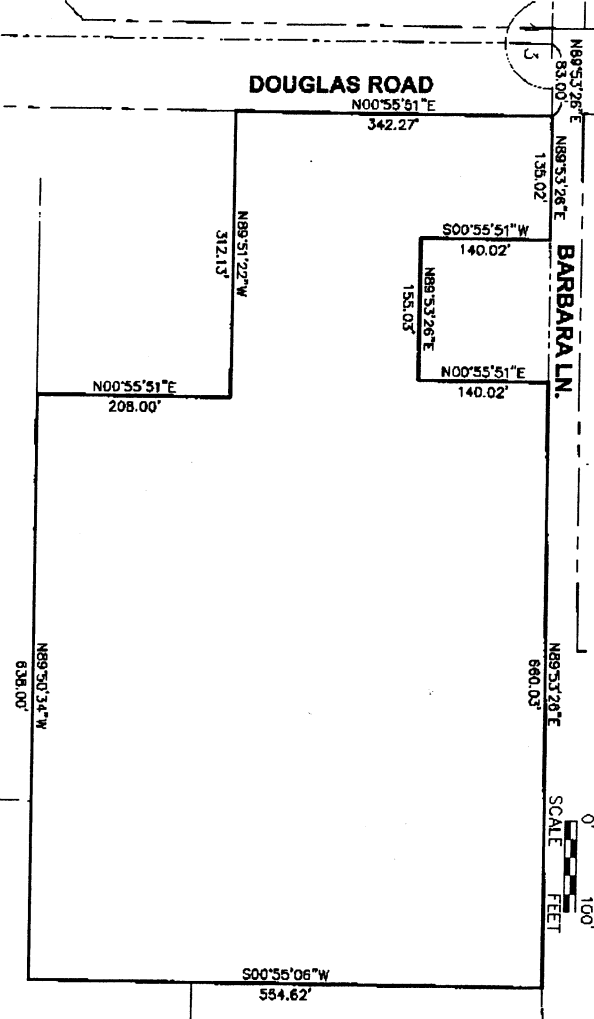 DOUGLAS ROAD
N00°55'51"E
342.27'
3
N89°53'26"E
83.00'
N89°53'26"E
135.02'
S00°55'51"W
140.02'
BARBARA LN.
N89°51'22"W
312.13'
N89°53'26"E
155.03'
N00°55'51"E
140.02'
N00°55'51"E
208.00'
N89°50'34"W
638.00'
N89°53'26"E
660.03'
0'
100'
SCALE
FEET
S00°55'06"W
554.62'